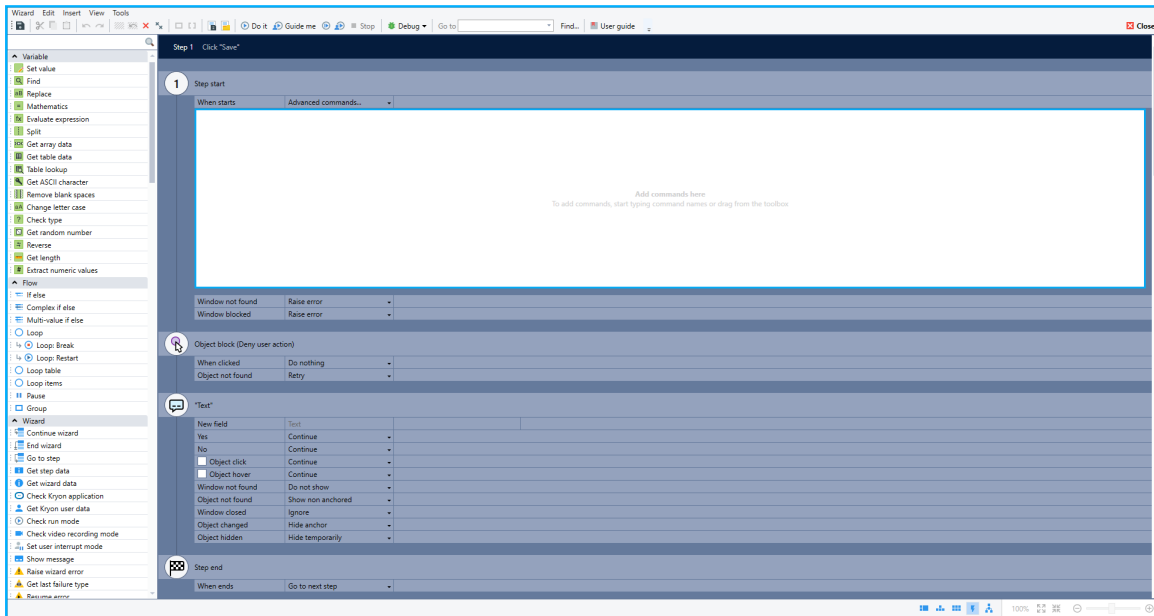 Wizard Edit Insert View Tools
Do it Guide me Stop Debug Go to Find... User guide Close
Step 1 Click "Save"
Variable
Set value
Find
Replace
Mathematics
Evaluate expression
Split
Get array data
Get table data
Table lookup
Get ASCII character
Remove blank spaces
Change letter case
Check type
Get random number
Reverse
Get length
Extract numeric values
Flow
If else
Complex if else
Multi-value if else
Loop
Loop: Break
Loop: Restart
Loop table
Loop items
Pause
Group
Wizard
Continue wizard
End wizard
Go to step
Get step data
Get wizard data
Check Kryon application
Get Kryon user data
Check run mode
Check video recording mode
Set user interrupt mode
Show message
Raise wizard error
Get last failure type
Resume error
1 Step start
When starts Advanced commands...
Add commands here
To add commands, start typing command names or drag from the toolbox
Window not found Raise error
Window blocked Raise error
Object block (Deny user action)
When clicked Do nothing
Object not found Retry
"Text"
New field Text
Yes Continue
No Continue
Object click Continue
Object hover Continue
Window not found Do not show
Object not found Show non anchored
Window closed Ignore
Object changed Hide anchor
Object hidden Hide temporarily
Step end
When ends Go to next step
100%